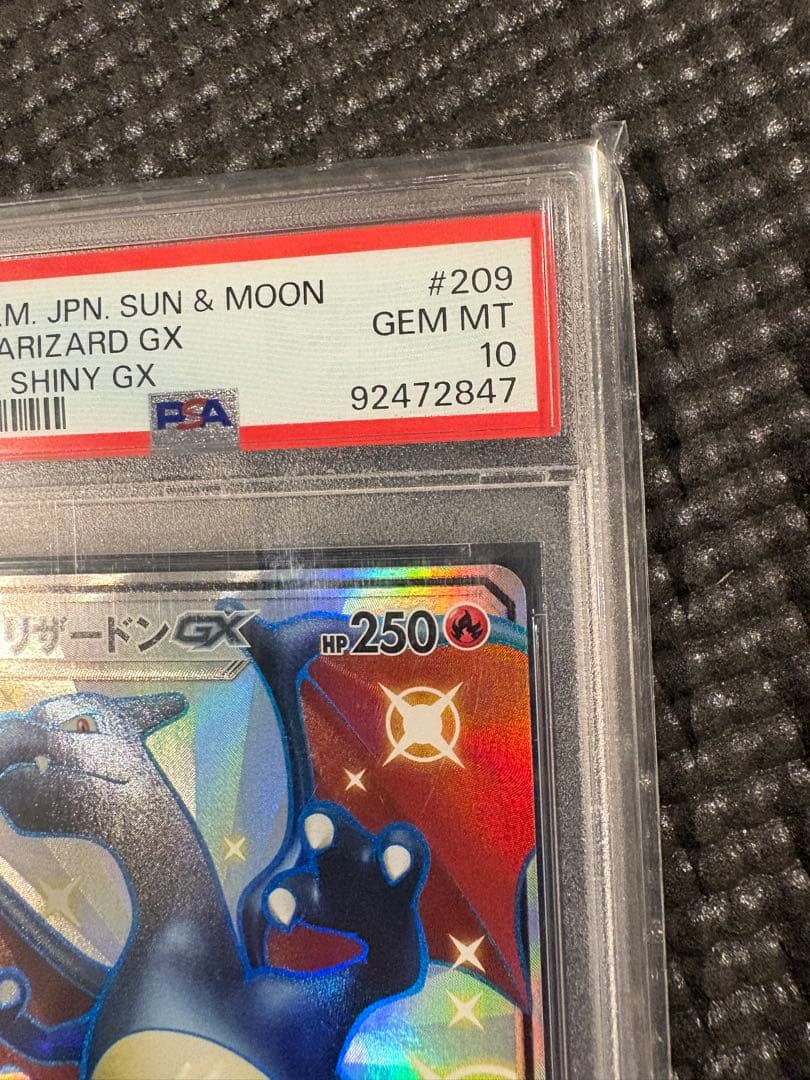 .M. JPN. SUN & MOON #209
ARIZARD GX GEM MT
SHINY GX 10
92472847
PSA
リザードンGX HP250